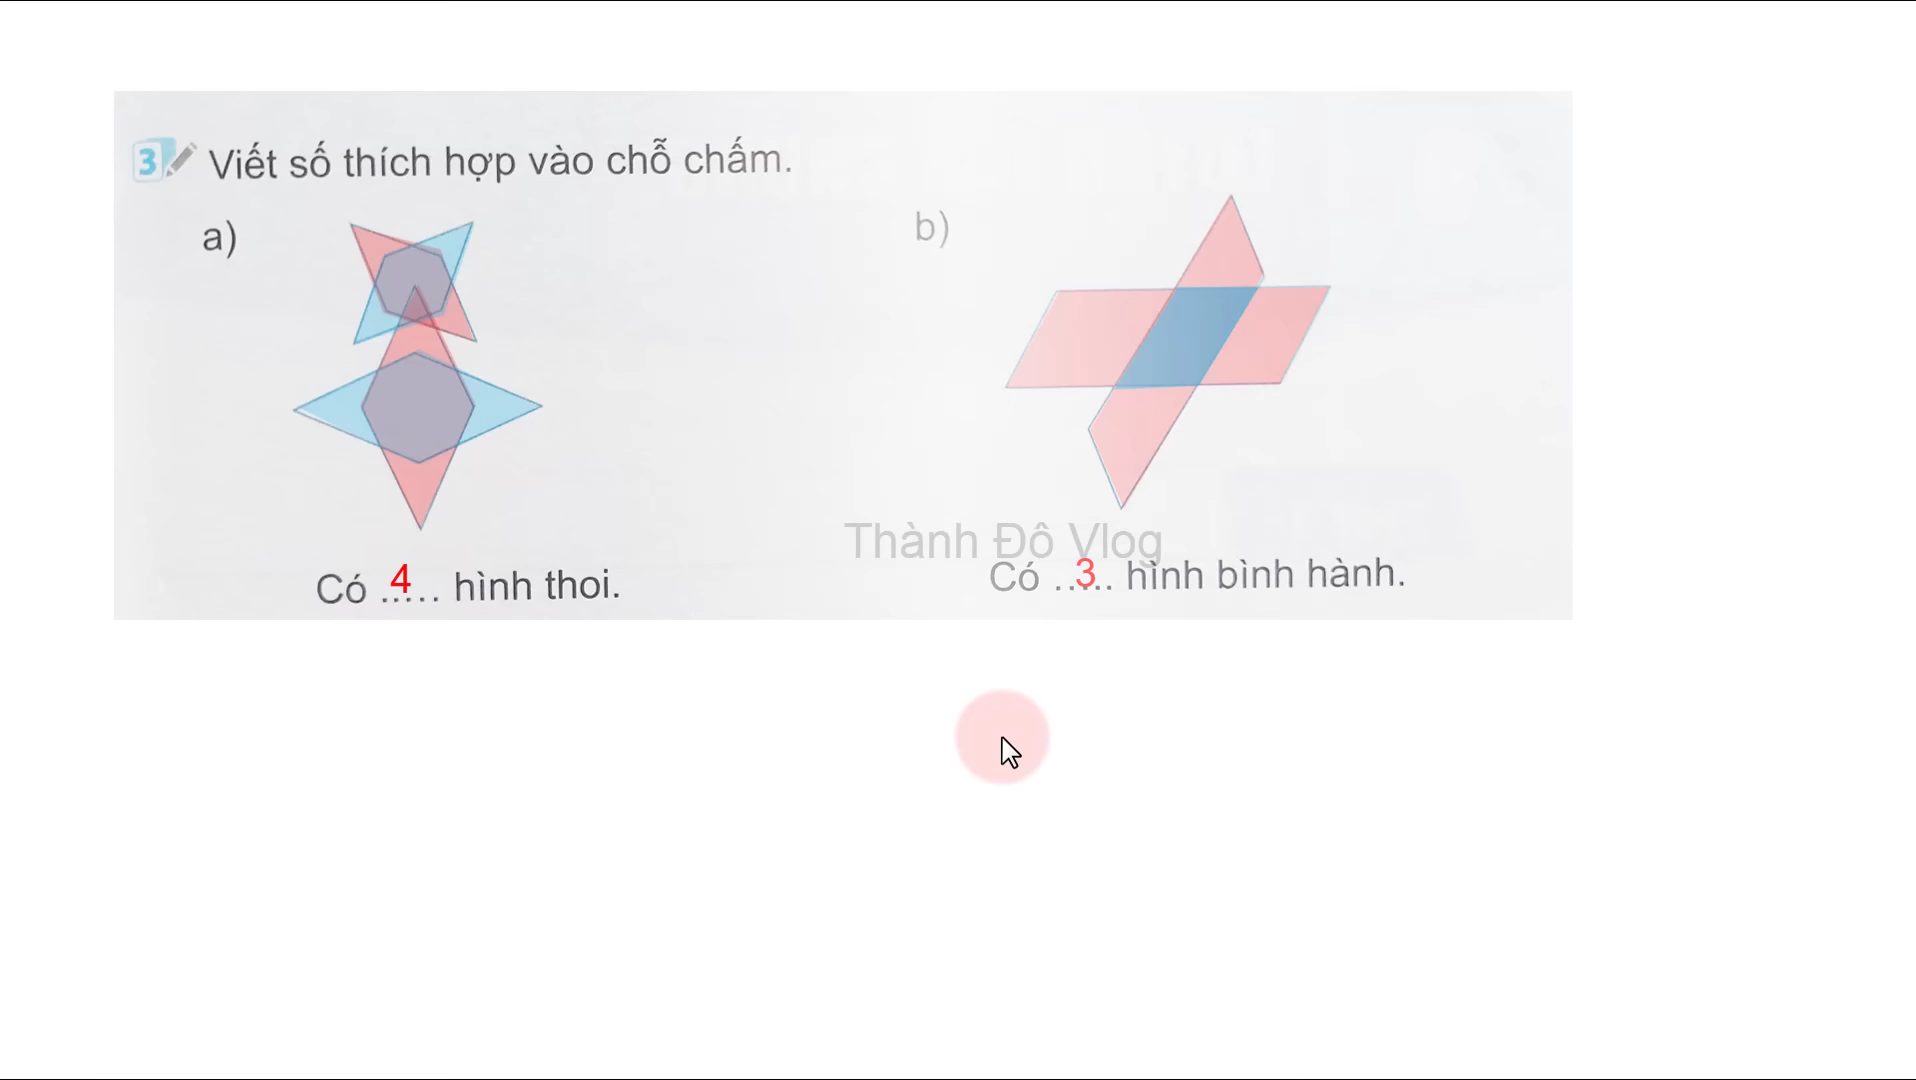 3 Viết số thích hợp vào chỗ chấm.
a)
b)
Thành Đô Vlog
Có ..4... hình thoi.
Có ..3... hình bình hành.